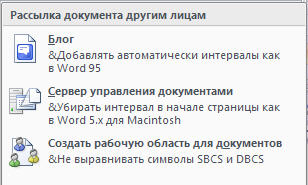 Рассылка документа другим лицам
Блог
&Добавлять автоматически интервалы как
в Word 95
Сервер управления документами
&Убирать интервал в начале страницы как
в Word 5.x для Macintosh
Создать рабочую область для документов
&Не выравнивать символы SBCS и DBCS